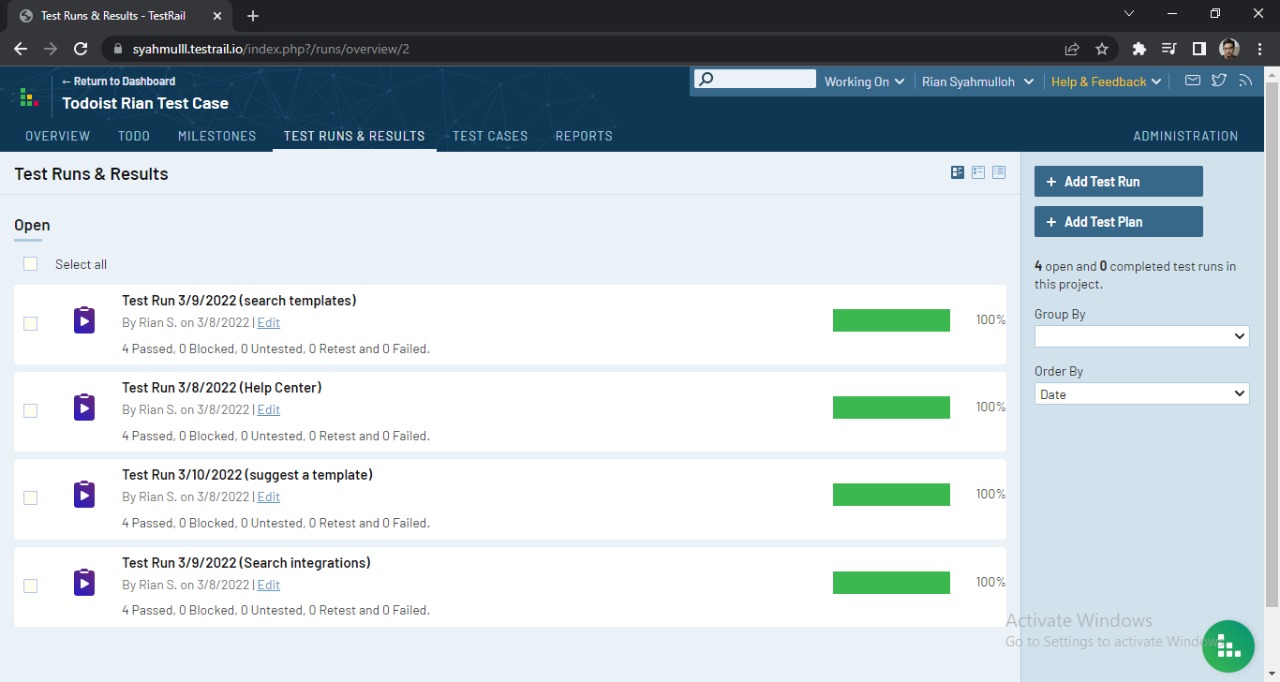 Test Runs & Results - TestRail
syahmulll.testrail.io/index.php?/runs/overview/2
← Return to Dashboard
Todoist Rian Test Case
Working On
Rian Syahmulloh
Help & Feedback
OVERVIEW TODO MILESTONES TEST RUNS & RESULTS TEST CASES REPORTS ADMINISTRATION
Test Runs & Results
Open
Select all
Test Run 3/9/2022 (search templates)
By Rian S. on 3/8/2022 | Edit
4 Passed, 0 Blocked, 0 Untested, 0 Retest and 0 Failed.
100%
Test Run 3/8/2022 (Help Center)
By Rian S. on 3/8/2022 | Edit
4 Passed, 0 Blocked, 0 Untested, 0 Retest and 0 Failed.
100%
Test Run 3/10/2022 (suggest a template)
By Rian S. on 3/8/2022 | Edit
4 Passed, 0 Blocked, 0 Untested, 0 Retest and 0 Failed.
100%
Test Run 3/9/2022 (Search integrations)
By Rian S. on 3/8/2022 | Edit
4 Passed, 0 Blocked, 0 Untested, 0 Retest and 0 Failed.
100%
+ Add Test Run
+ Add Test Plan
4 open and 0 completed test runs in
this project.
Group By
Order By
Date
Activate Windows
Go to Settings to activate Windows.